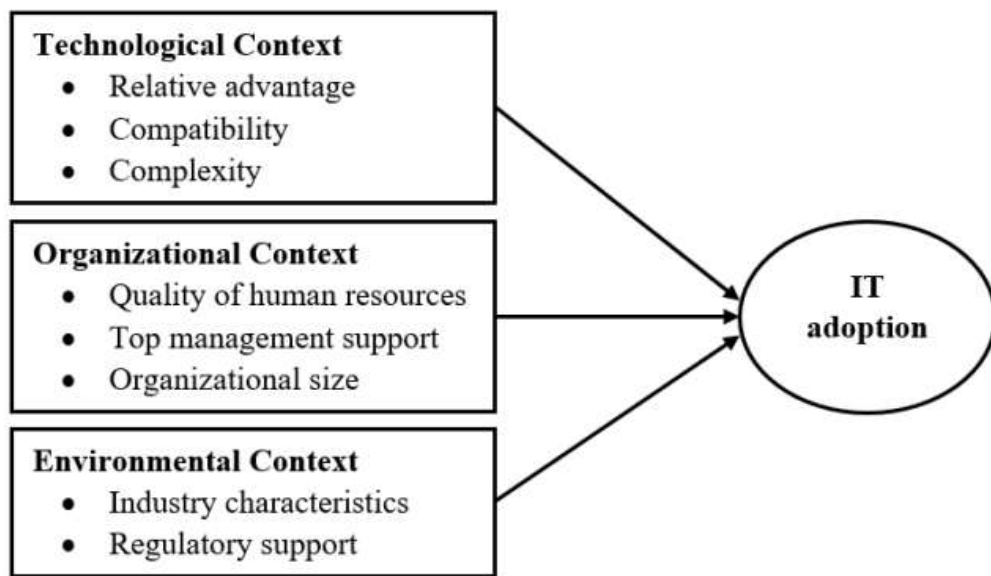 Technological Context
• Relative advantage
• Compatibility
• Complexity
Organizational Context
• Quality of human resources
• Top management support
• Organizational size
Environmental Context
• Industry characteristics
• Regulatory support
IT
adoption